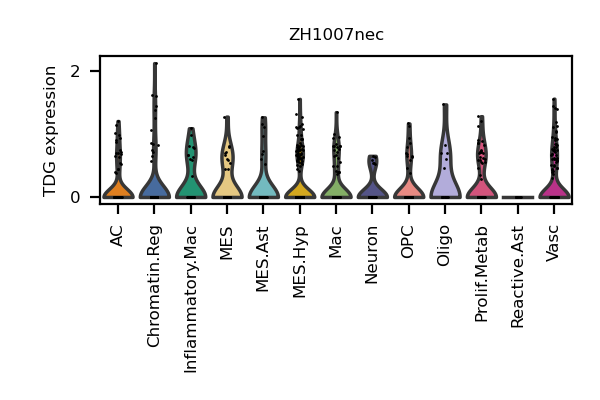 ZH1007nec
TDG expression
2
0
AC
Chromatin.Reg
Inflammatory.Mac
MES
MES.Ast
MES.Hyp
Mac
Neuron
OPC
Oligo
Prolif.Metab
Reactive.Ast
Vasc